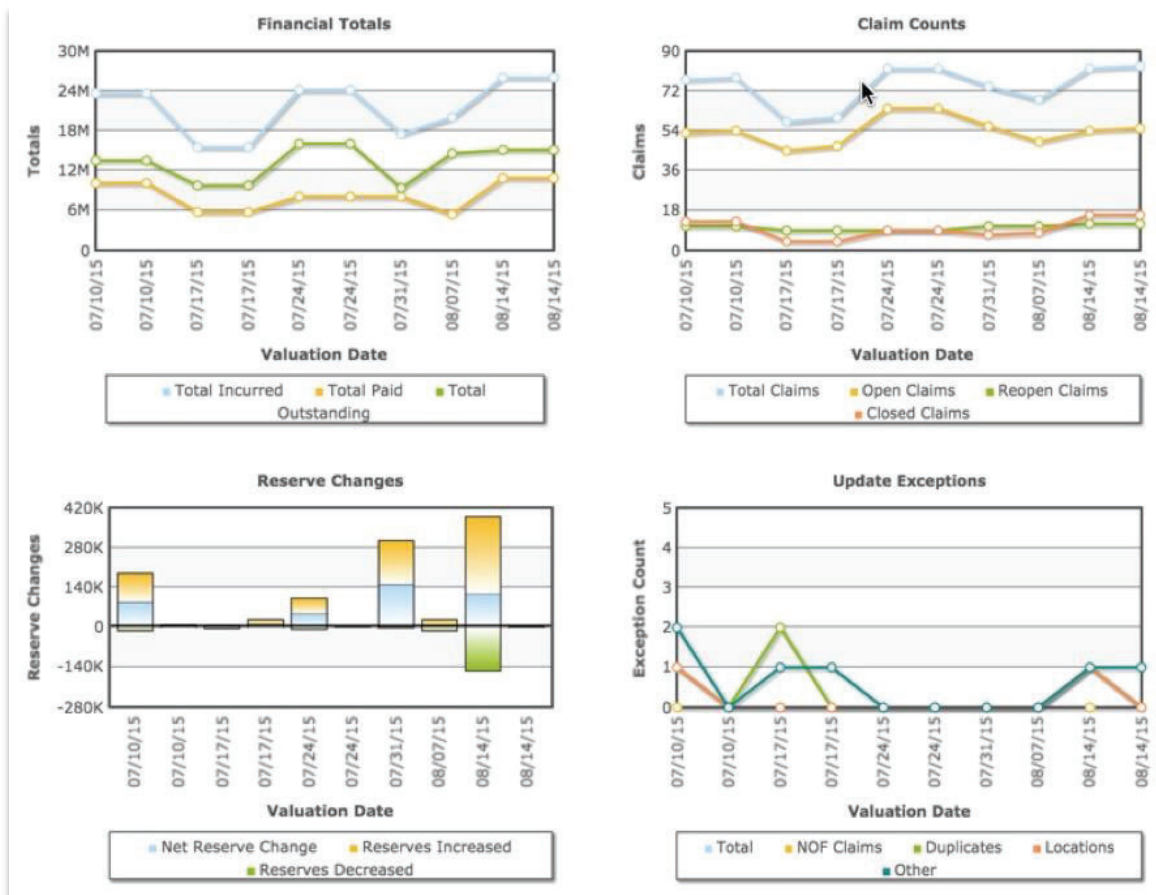 Financial Totals
30M
24M
18M
12M
6M
0
Totals
07/10/15
07/10/15
07/17/15
07/17/15
07/24/15
07/24/15
07/31/15
08/07/15
08/14/15
08/14/15
Valuation Date
Total Incurred Total Paid Total
Outstanding
Claim Counts
90
72
54
36
18
0
Claims
07/10/15
07/10/15
07/17/15
07/17/15
07/24/15
07/24/15
07/31/15
08/07/15
08/14/15
08/14/15
Valuation Date
Total Claims Open Claims Reopen Claims
Closed Claims
Reserve Changes
420K
280K
140K
0
-140K
-280K
Reserve Changes
07/10/15
07/10/15
07/17/15
07/17/15
07/24/15
07/24/15
07/31/15
08/07/15
08/14/15
08/14/15
Valuation Date
Net Reserve Change Reserves Increased
Reserves Decreased
Update Exceptions
5
4
3
2
1
0
Exception Count
07/10/15
07/10/15
07/17/15
07/17/15
07/24/15
07/24/15
07/31/15
08/07/15
08/14/15
08/14/15
Valuation Date
Total NOF Claims Duplicates Locations
Other